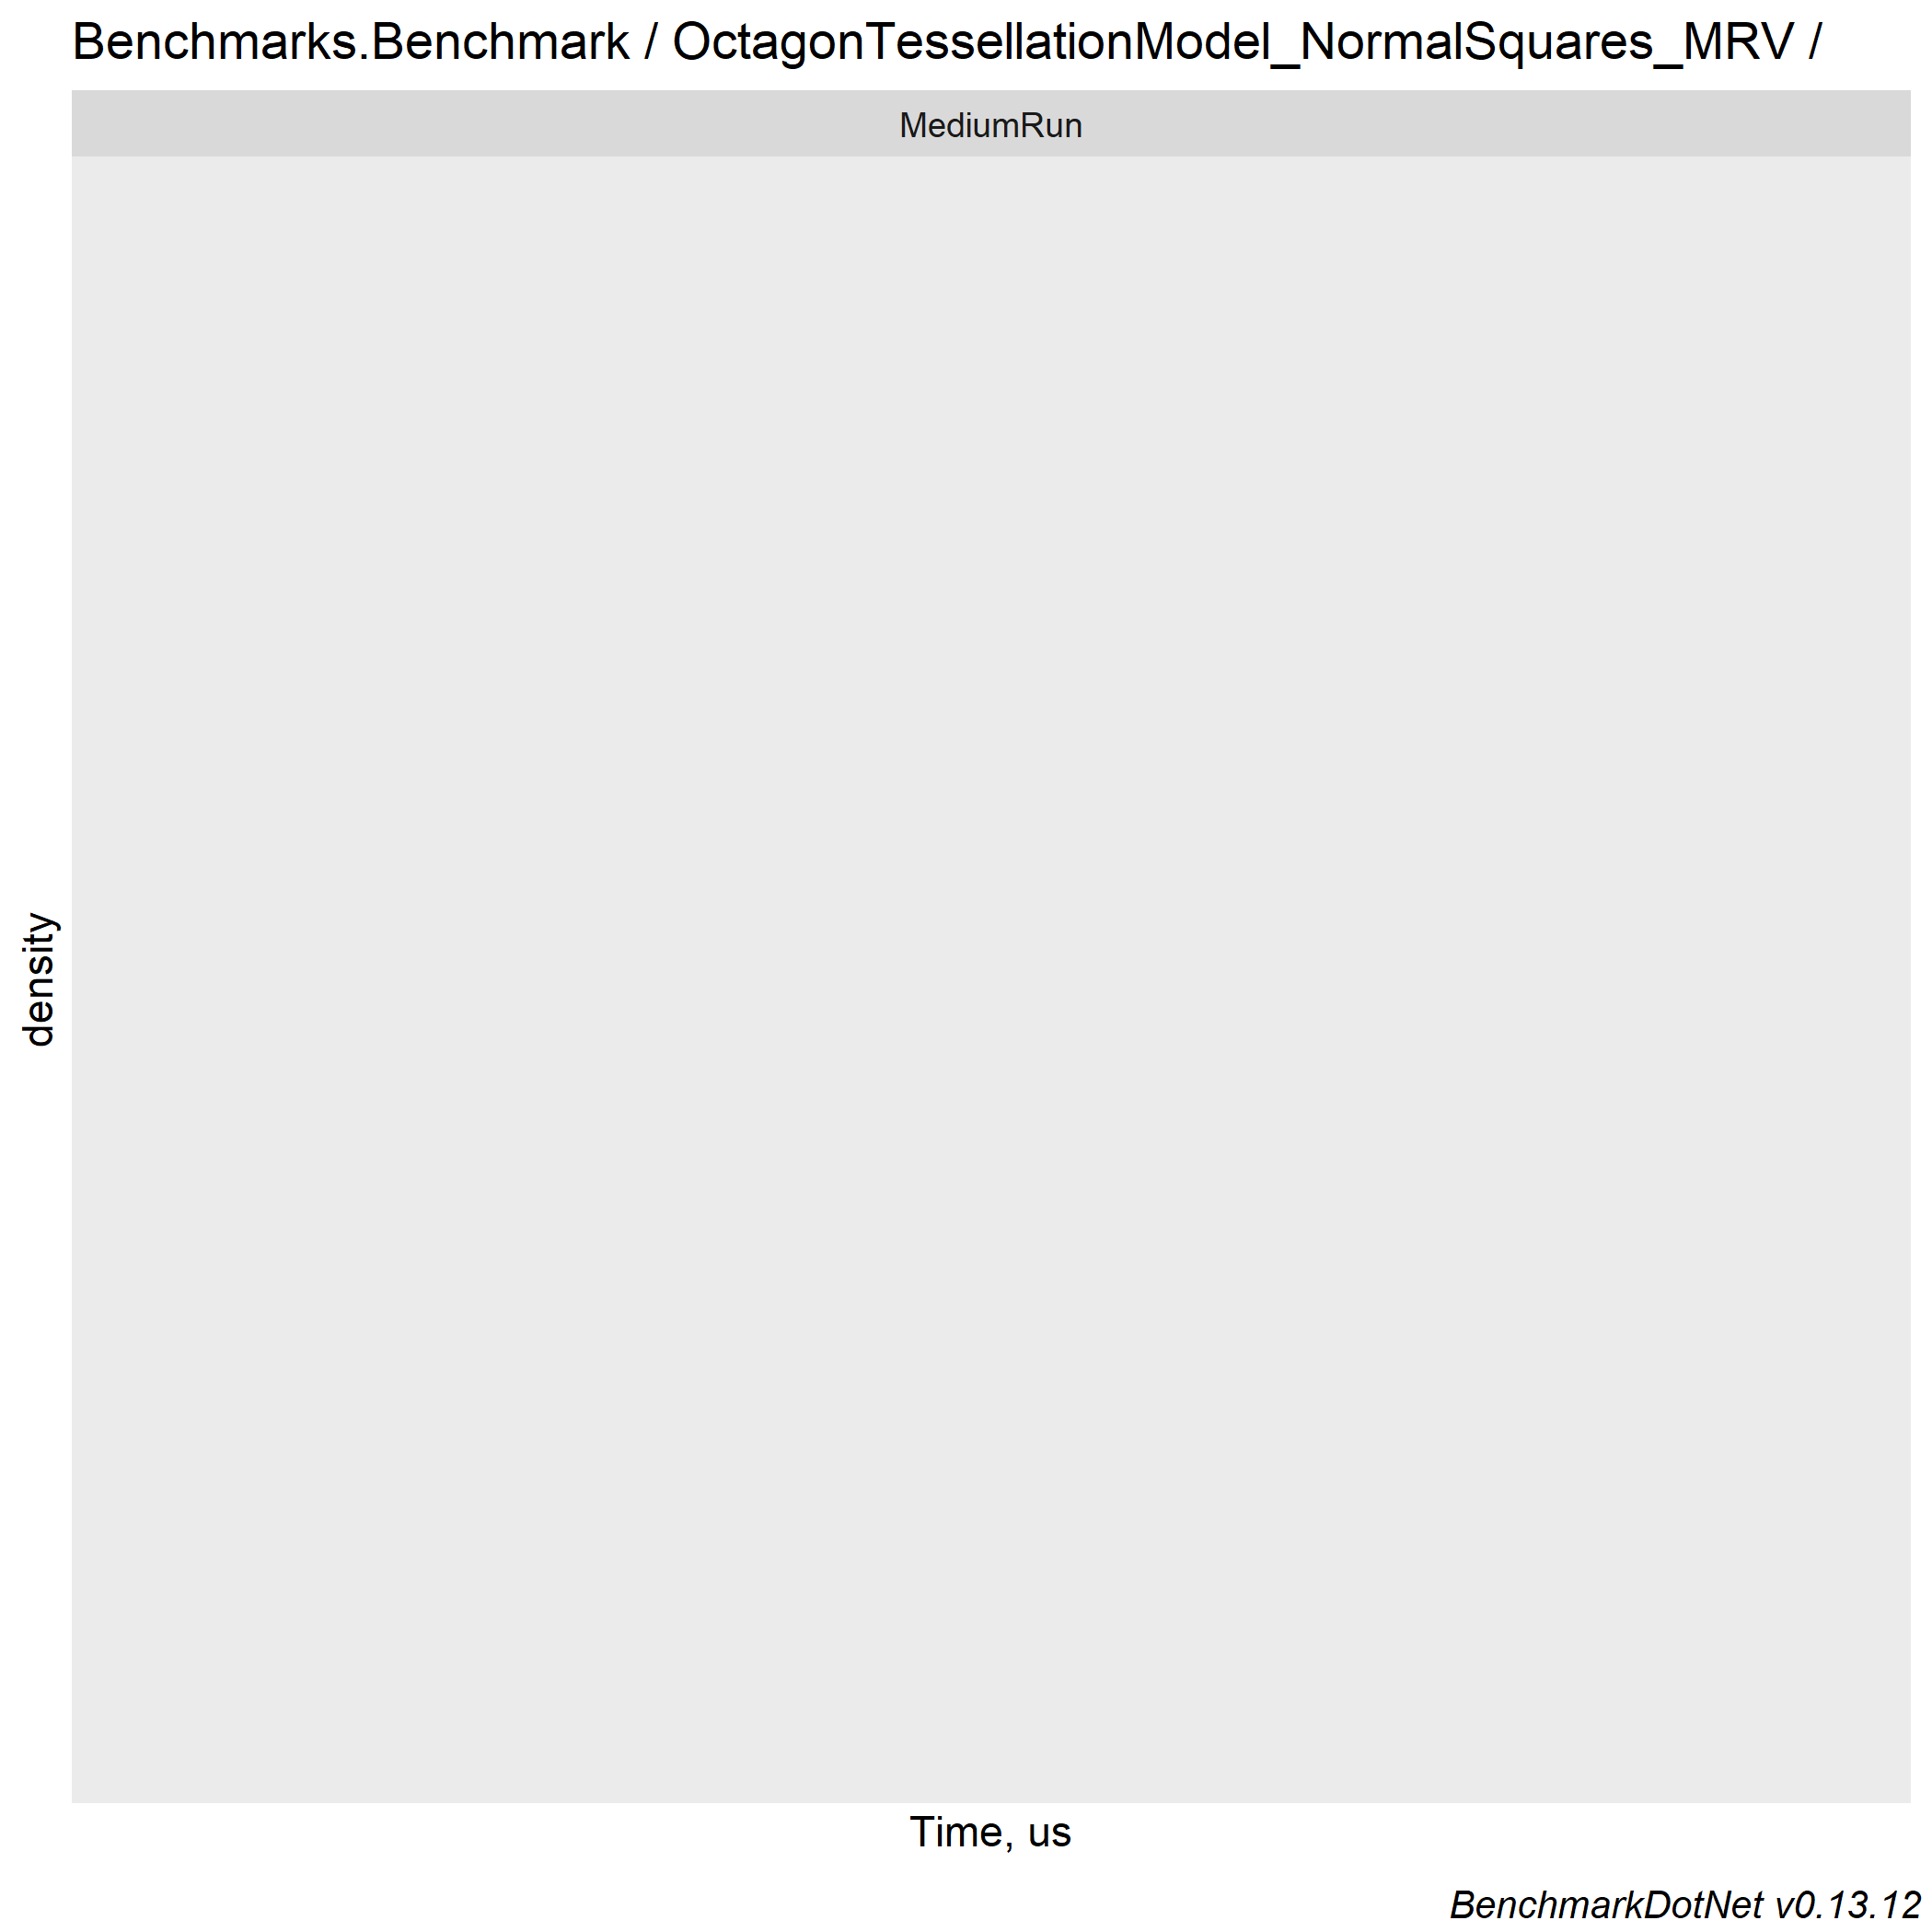 Benchmarks.Benchmark / OctagonTessellationModel_NormalSquares_MRV /
MediumRun
density
Time, us
BenchmarkDotNet v0.13.12